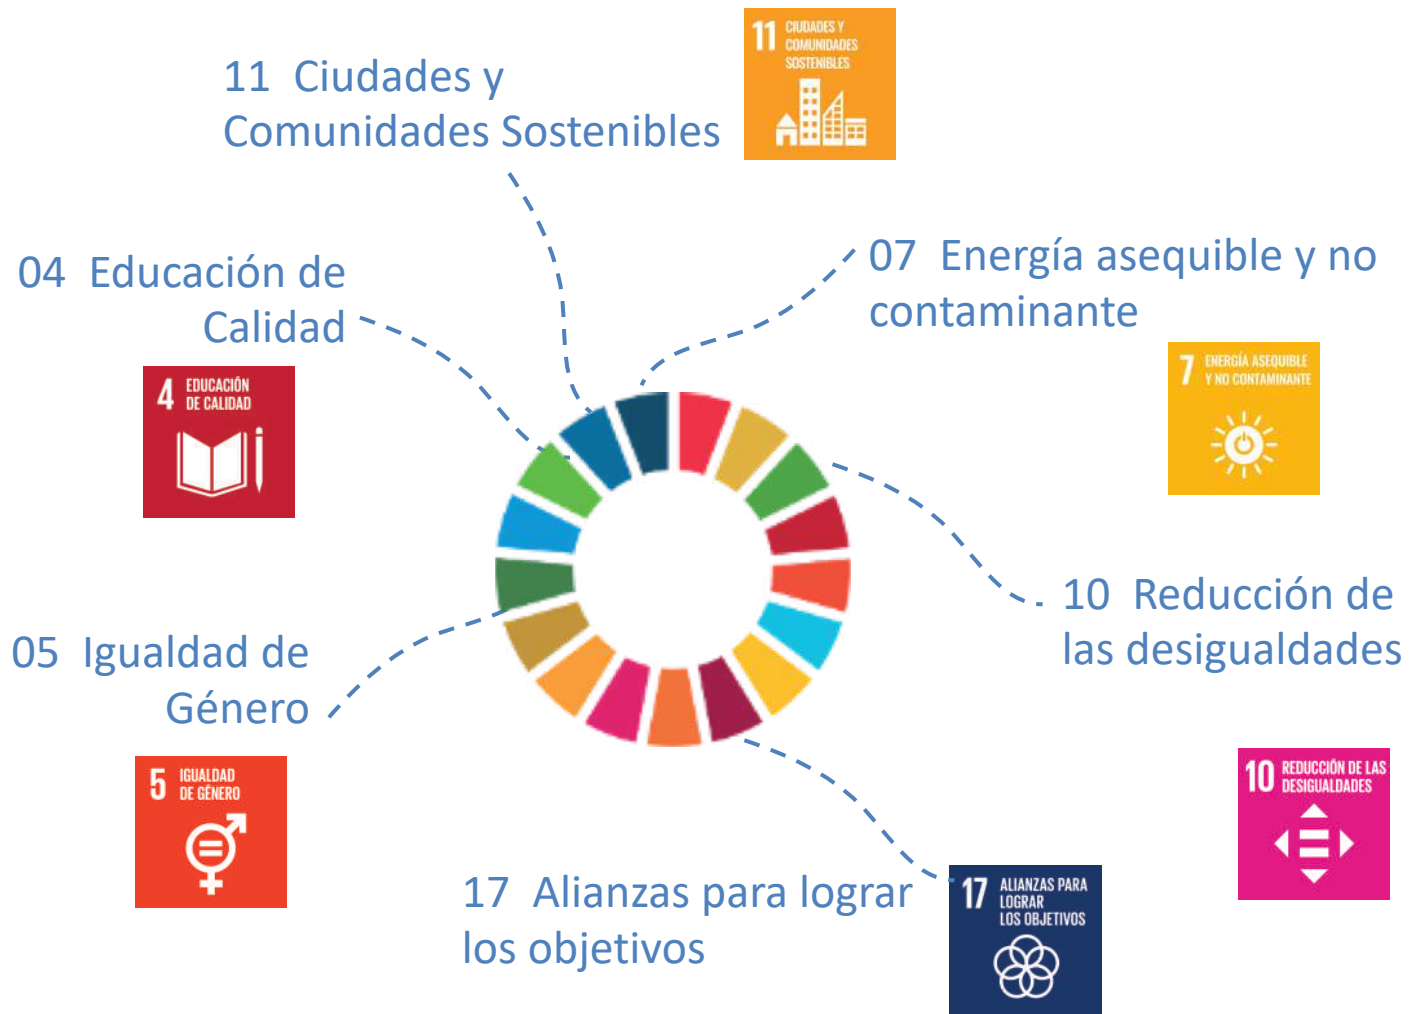 11 Ciudades y
Comunidades Sostenibles
11 CIUDADES Y
COMUNIDADES
SOSTENIBLES
04 Educación de
Calidad
4 EDUCACIÓN
DE CALIDAD
07 Energía asequible y no
contaminante
7 ENERGÍA ASEQUIBLE
Y NO CONTAMINANTE
05 Igualdad de
Género
5 IGUALDAD
DE GÉNERO
10 Reducción de
las desigualdades
10 REDUCCIÓN DE LAS
DESIGUALDADES
17 Alianzas para lograr
los objetivos
17 ALIANZAS PARA
LOGRAR
LOS OBJETIVOS